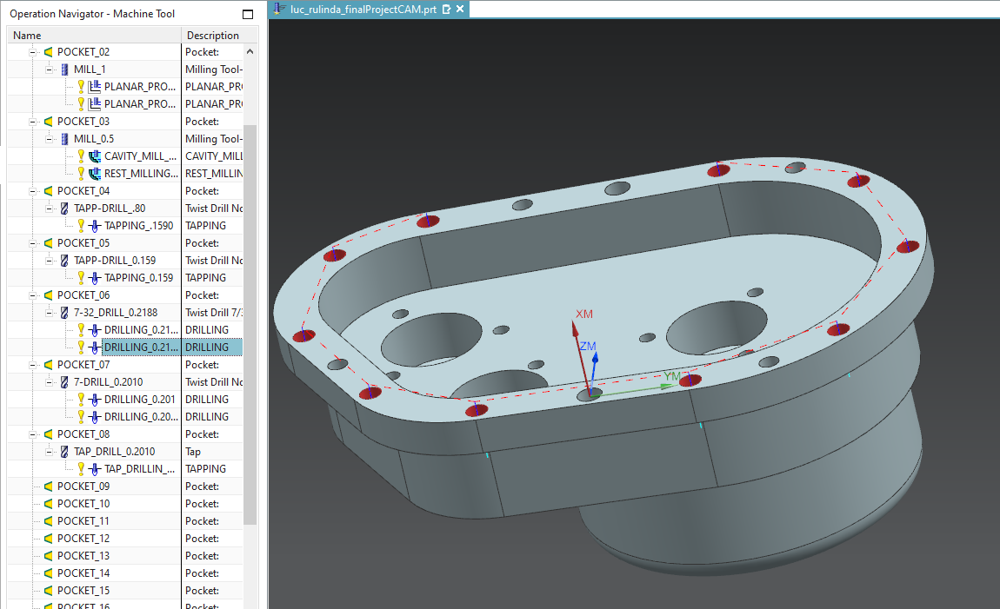 Operation Navigator - Machine Tool
luc_rulinda_finalProjectCAM.prt
Name Description
POCKET_02 Pocket:
MILL_1 Milling Tool-
PLANAR_PRO... PLANAR_PRO
PLANAR_PRO... PLANAR_PRO
POCKET_03 Pocket:
MILL_0.5 Milling Tool-
CAVITY_MILL_... CAVITY_MILL
REST_MILLING... REST_MILLIN
POCKET_04 Pocket:
TAPP-DRILL_.80 Twist Drill No
TAPPING_.1590 TAPPING
POCKET_05 Pocket:
TAPP-DRILL_0.159 Twist Drill No
TAPPING_0.159 TAPPING
POCKET_06 Pocket:
7-32_DRILL_0.2188 Twist Drill 7/3
DRILLING_0.21... DRILLING
DRILLING_0.21... DRILLING
POCKET_07 Pocket:
7-DRILL_0.2010 Twist Drill No
DRILLING_0.201 DRILLING
DRILLING_0.20... DRILLING
POCKET_08 Pocket:
TAP_DRILL_0.2010 Tap
TAP_DRILLIN_... TAPPING
POCKET_09 Pocket:
POCKET_10 Pocket:
POCKET_11 Pocket:
POCKET_12 Pocket:
POCKET_13 Pocket:
POCKET_14 Pocket:
POCKET_15 Pocket:
POCKET_16 Pocket:
XM
ZM
YM